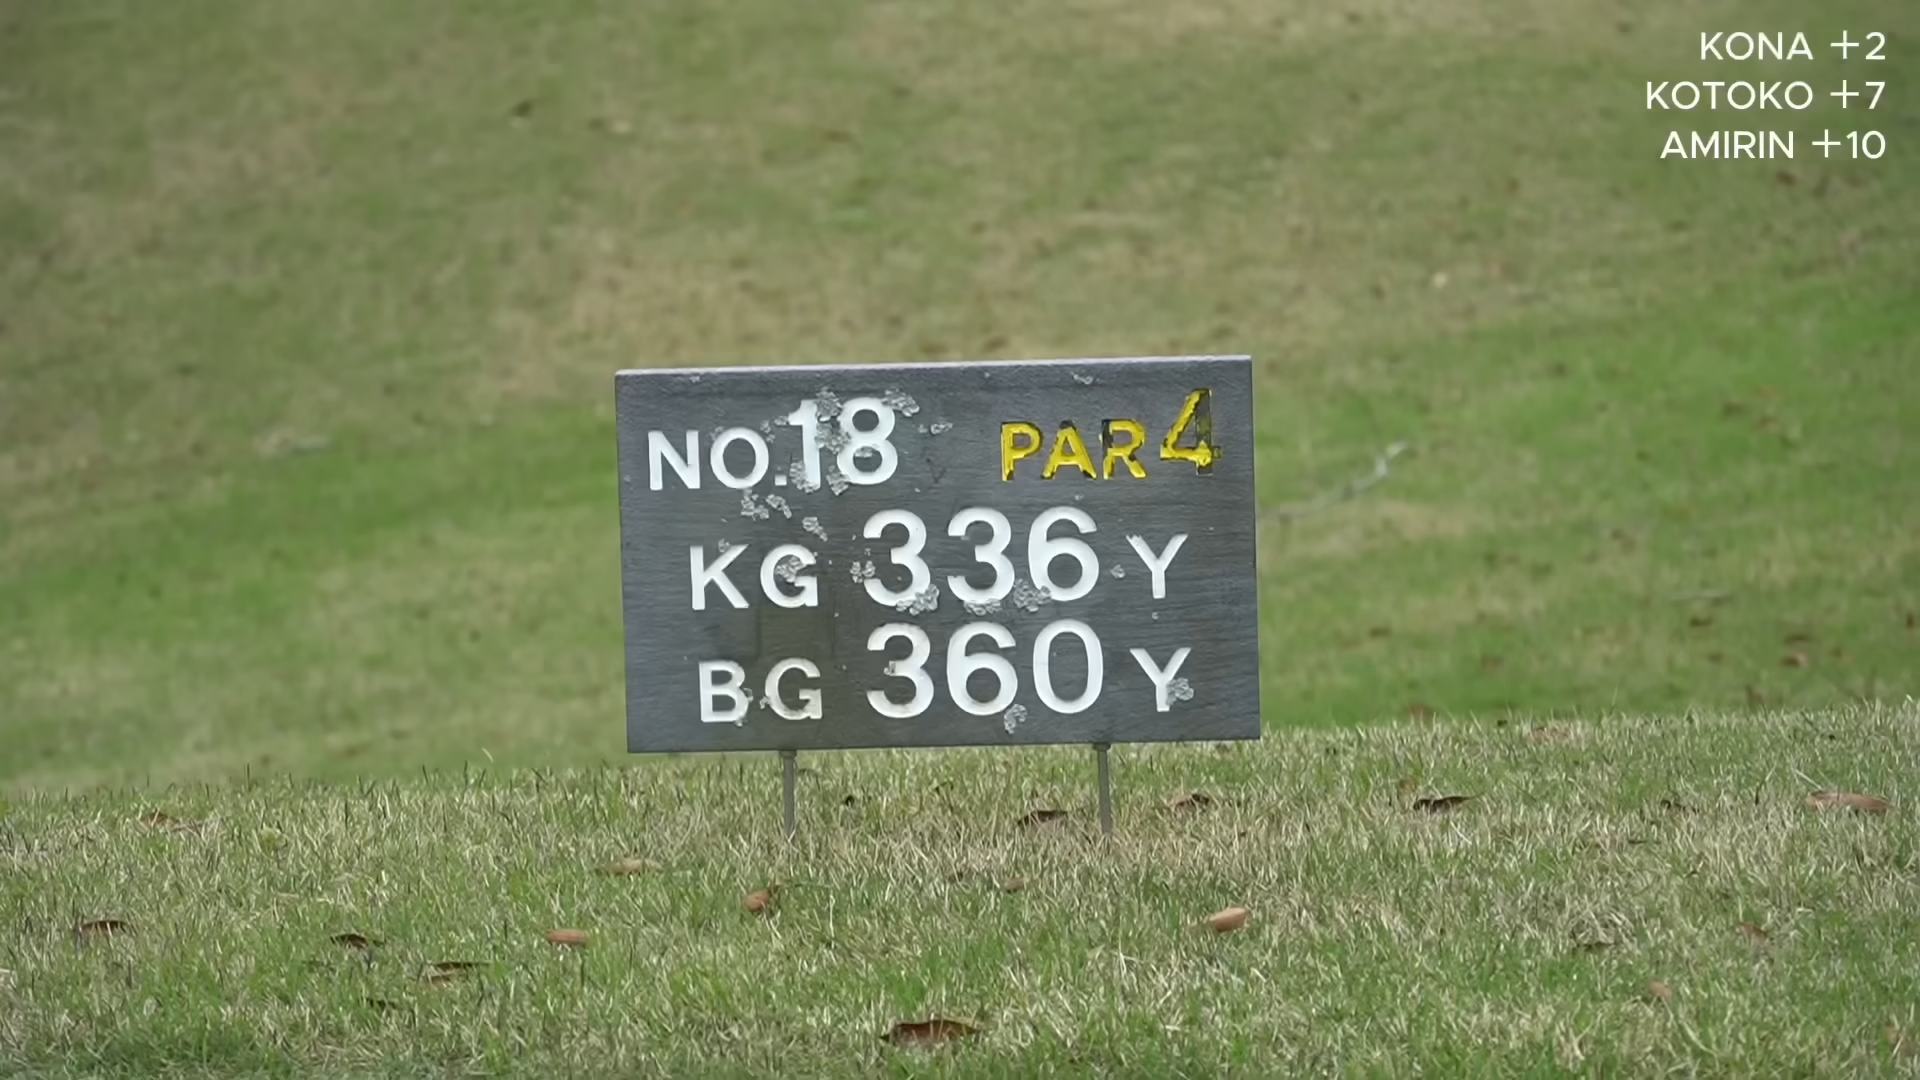 KONA +2
KOTOKO +7
AMIRIN +10
NO.18 PAR 4
KG 336 Y
BG 360 Y